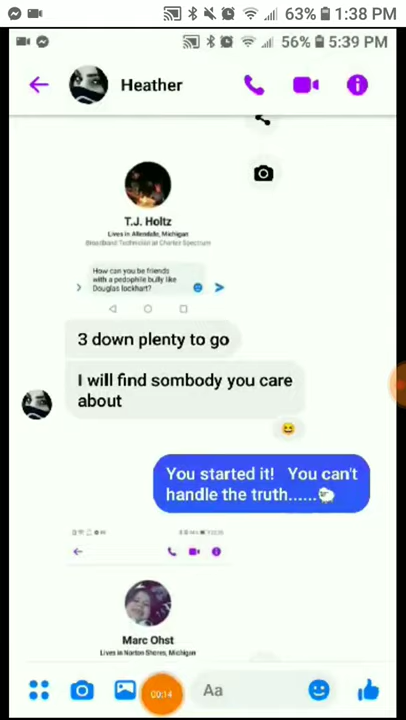 63% 1:38 PM
56% 5:39 PM
Heather
T.J. Holtz
Lives in Allendale, Michigan
Broadband Technician at Charter Spectrum
How can you be friends
with a pedophile bully like
Douglas lockhart?
3 down plenty to go
I will find sombody you care
about
You started it! You can't
handle the truth......
Marc Ohst
Lives in Norton Shores, Michigan
00:14
Aa